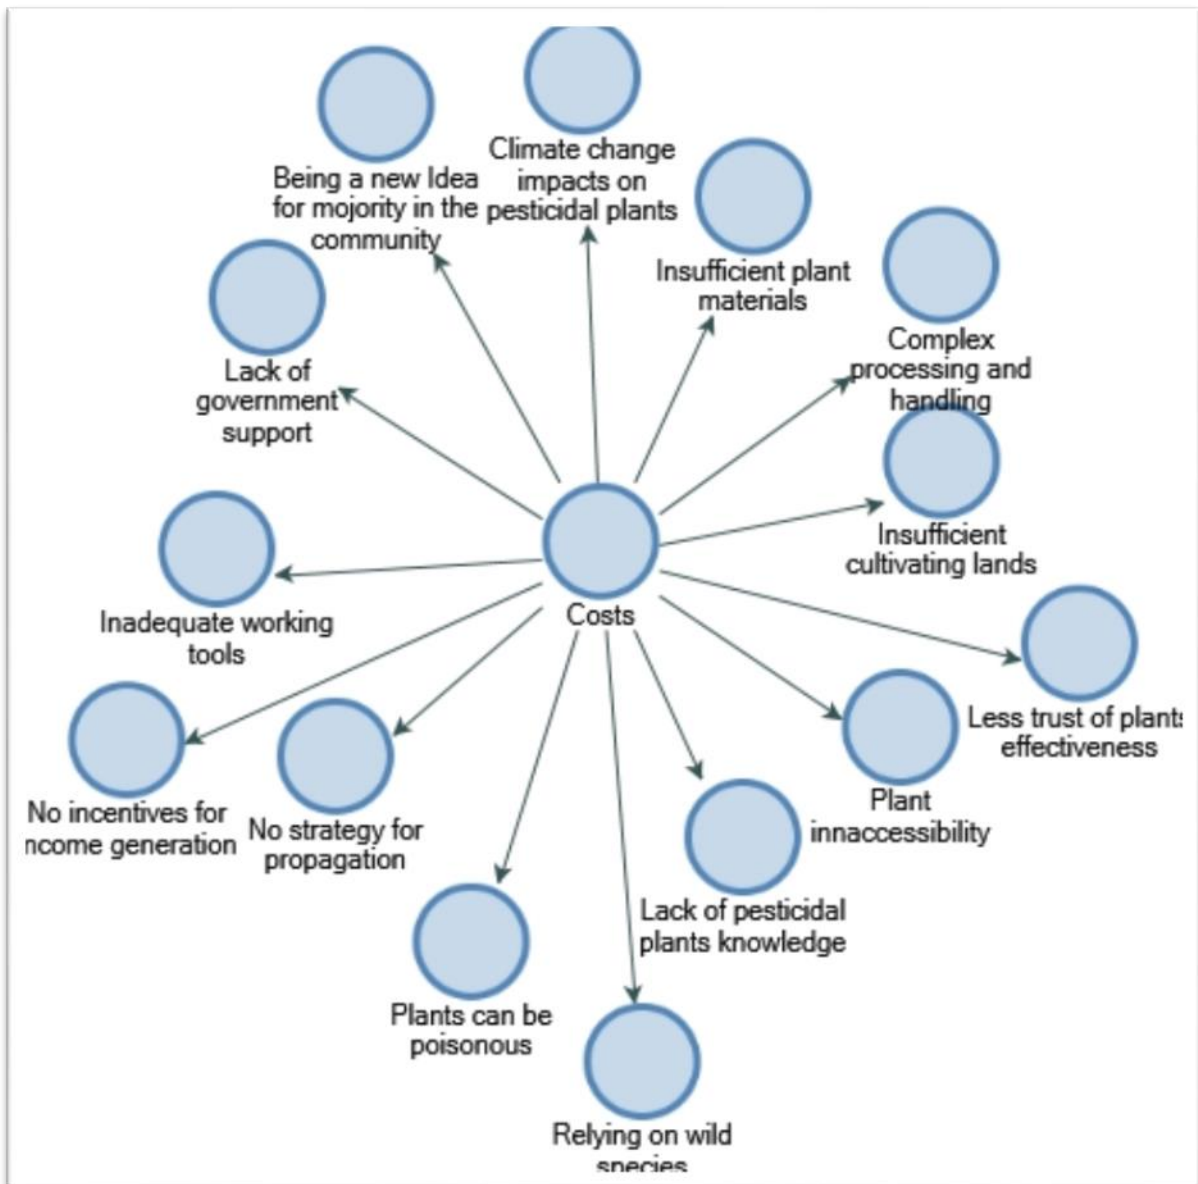 Climate change
impacts on
pesticidal plants
Being a new Idea
for mojority in the
community
Insufficient plant
materials
Complex
processing and
handling
Lack of
government
support
Insufficient
cultivating lands
Costs
Inadequate working
tools
Less trust of plants
effectiveness
Plant
innaccessibility
No incentives for
ncome generation
No strategy for
propagation
Lack of pesticidal
plants knowledge
Plants can be
poisonous
Relying on wild
species